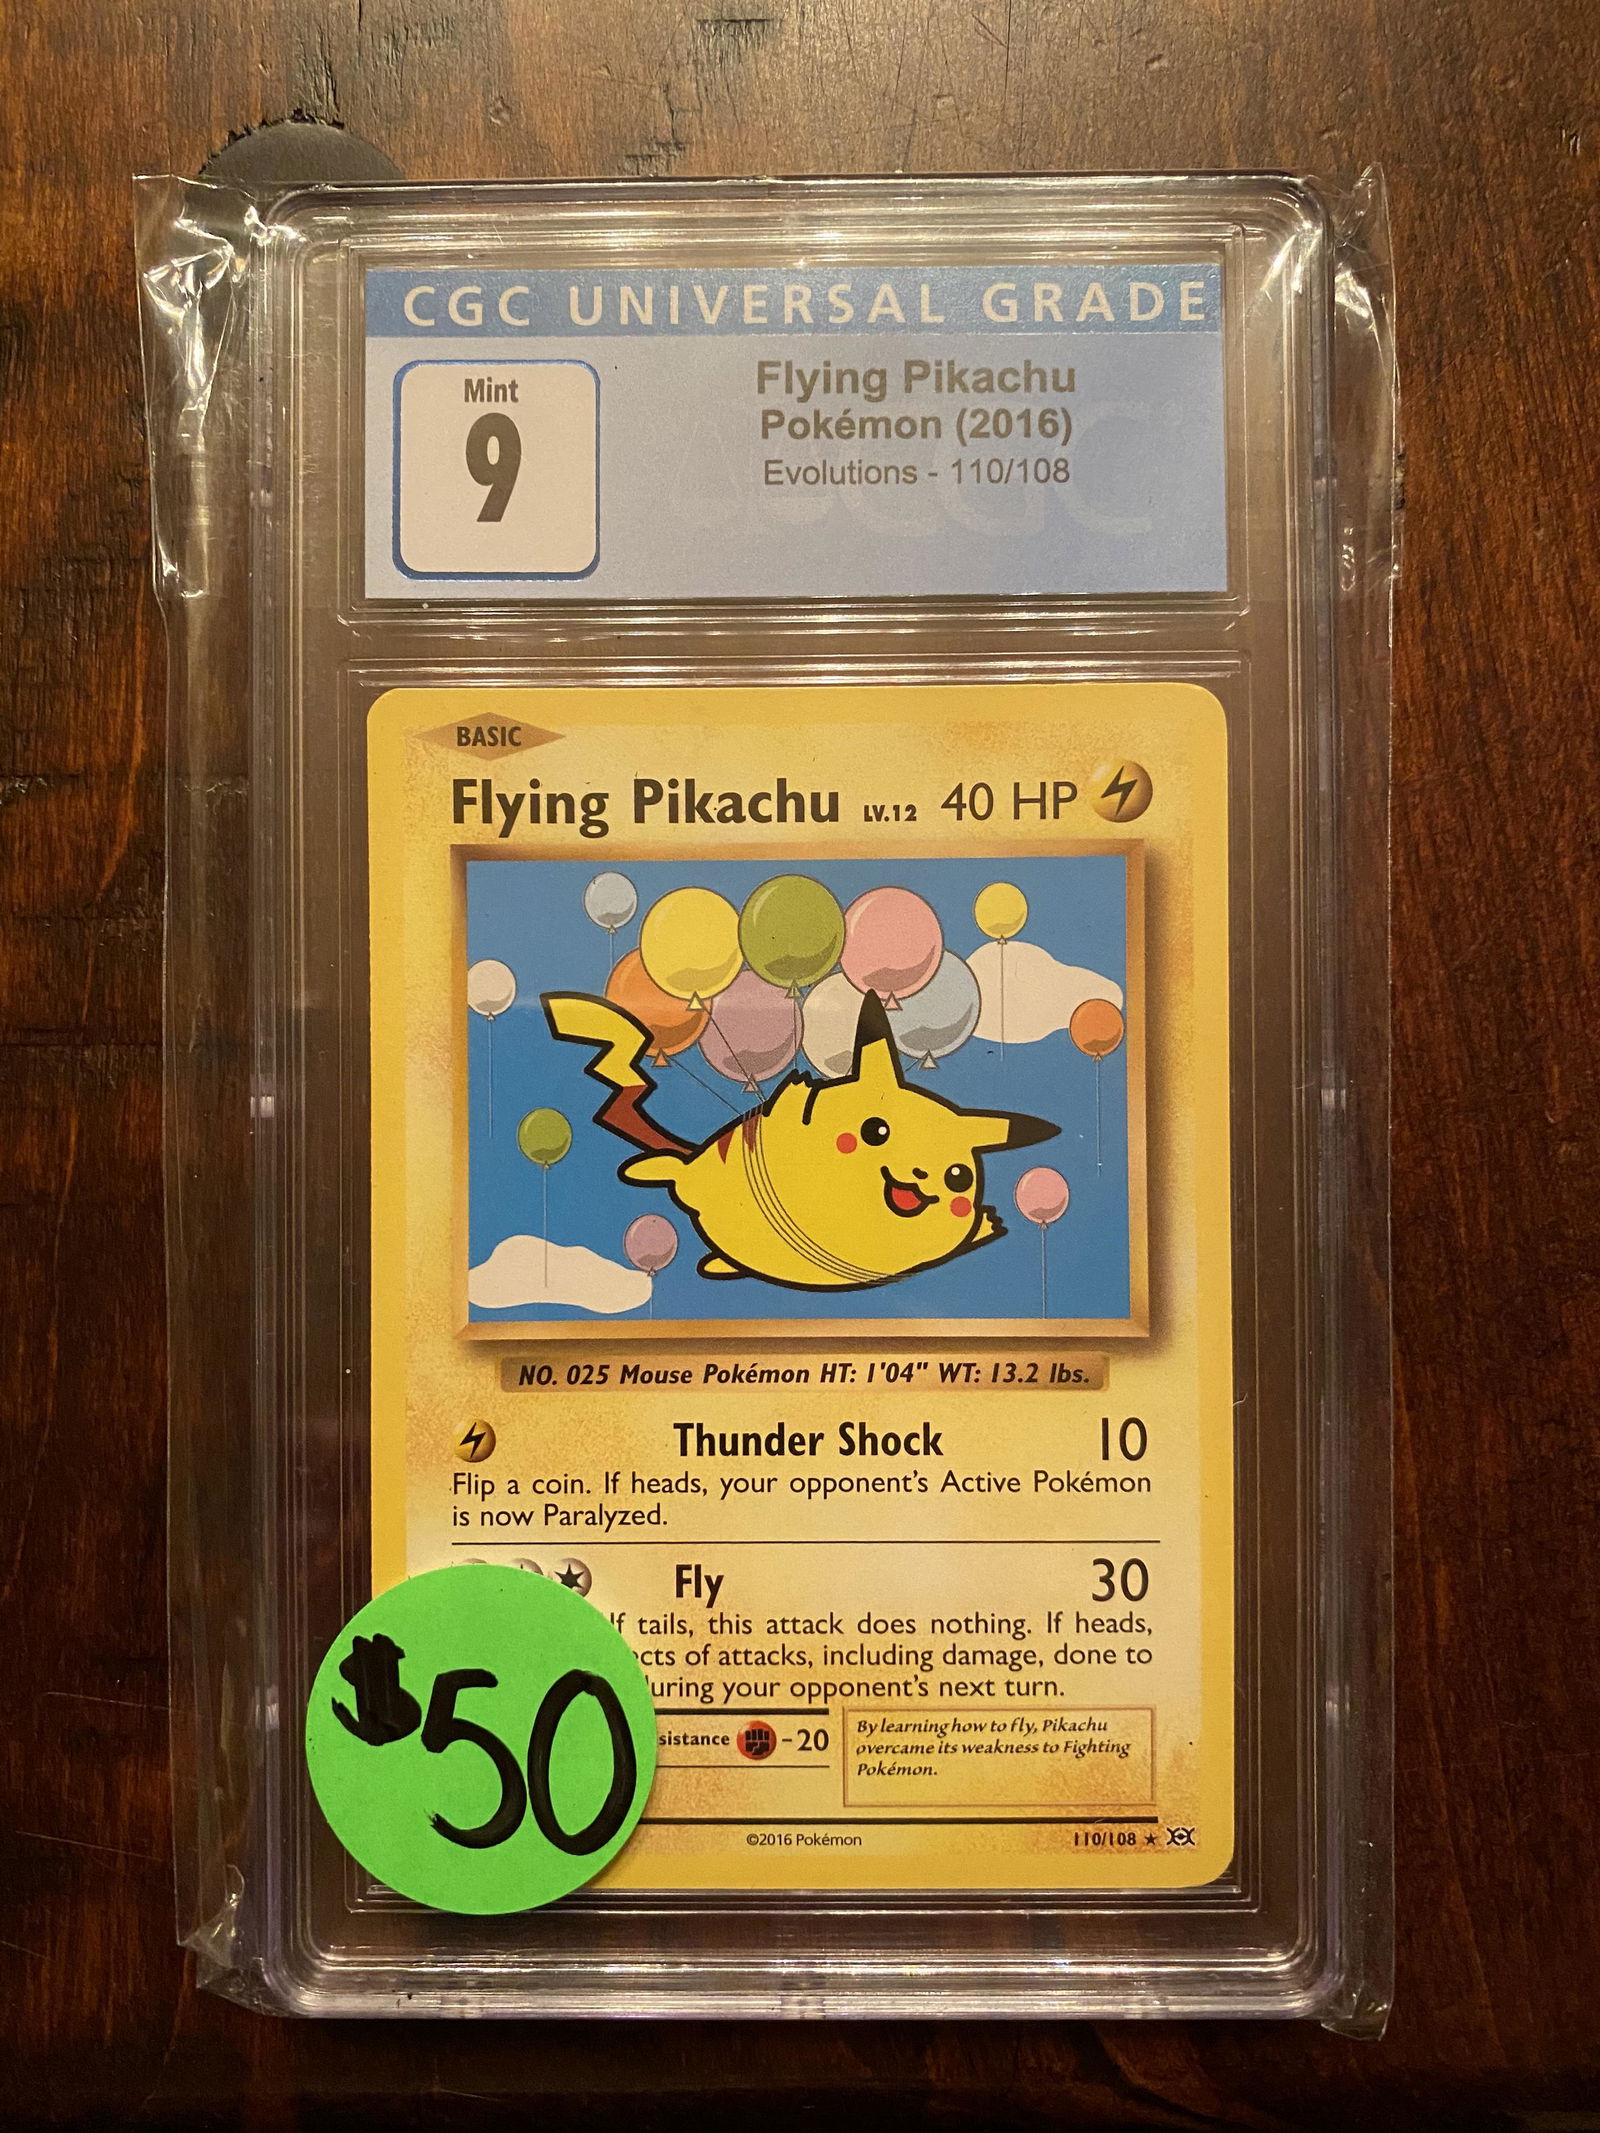 CGC UNIVERSAL GRADE
Mint
9
Flying Pikachu
Pokémon (2016)
Evolutions - 110/108
BASIC
Flying Pikachu LV.12 40 HP
NO. 025 Mouse Pokémon HT: 1'04" WT: 13.2 lbs.
Thunder Shock 10
Flip a coin. If heads, your opponent's Active Pokémon
is now Paralyzed.
Fly 30
If tails, this attack does nothing. If heads,
of attacks, including damage, done to
your opponent's next turn.
-20
By learning how to fly, Pikachu
overcame its weakness to Fighting
Pokémon.
©2016 Pokémon
110/108 ★
$50